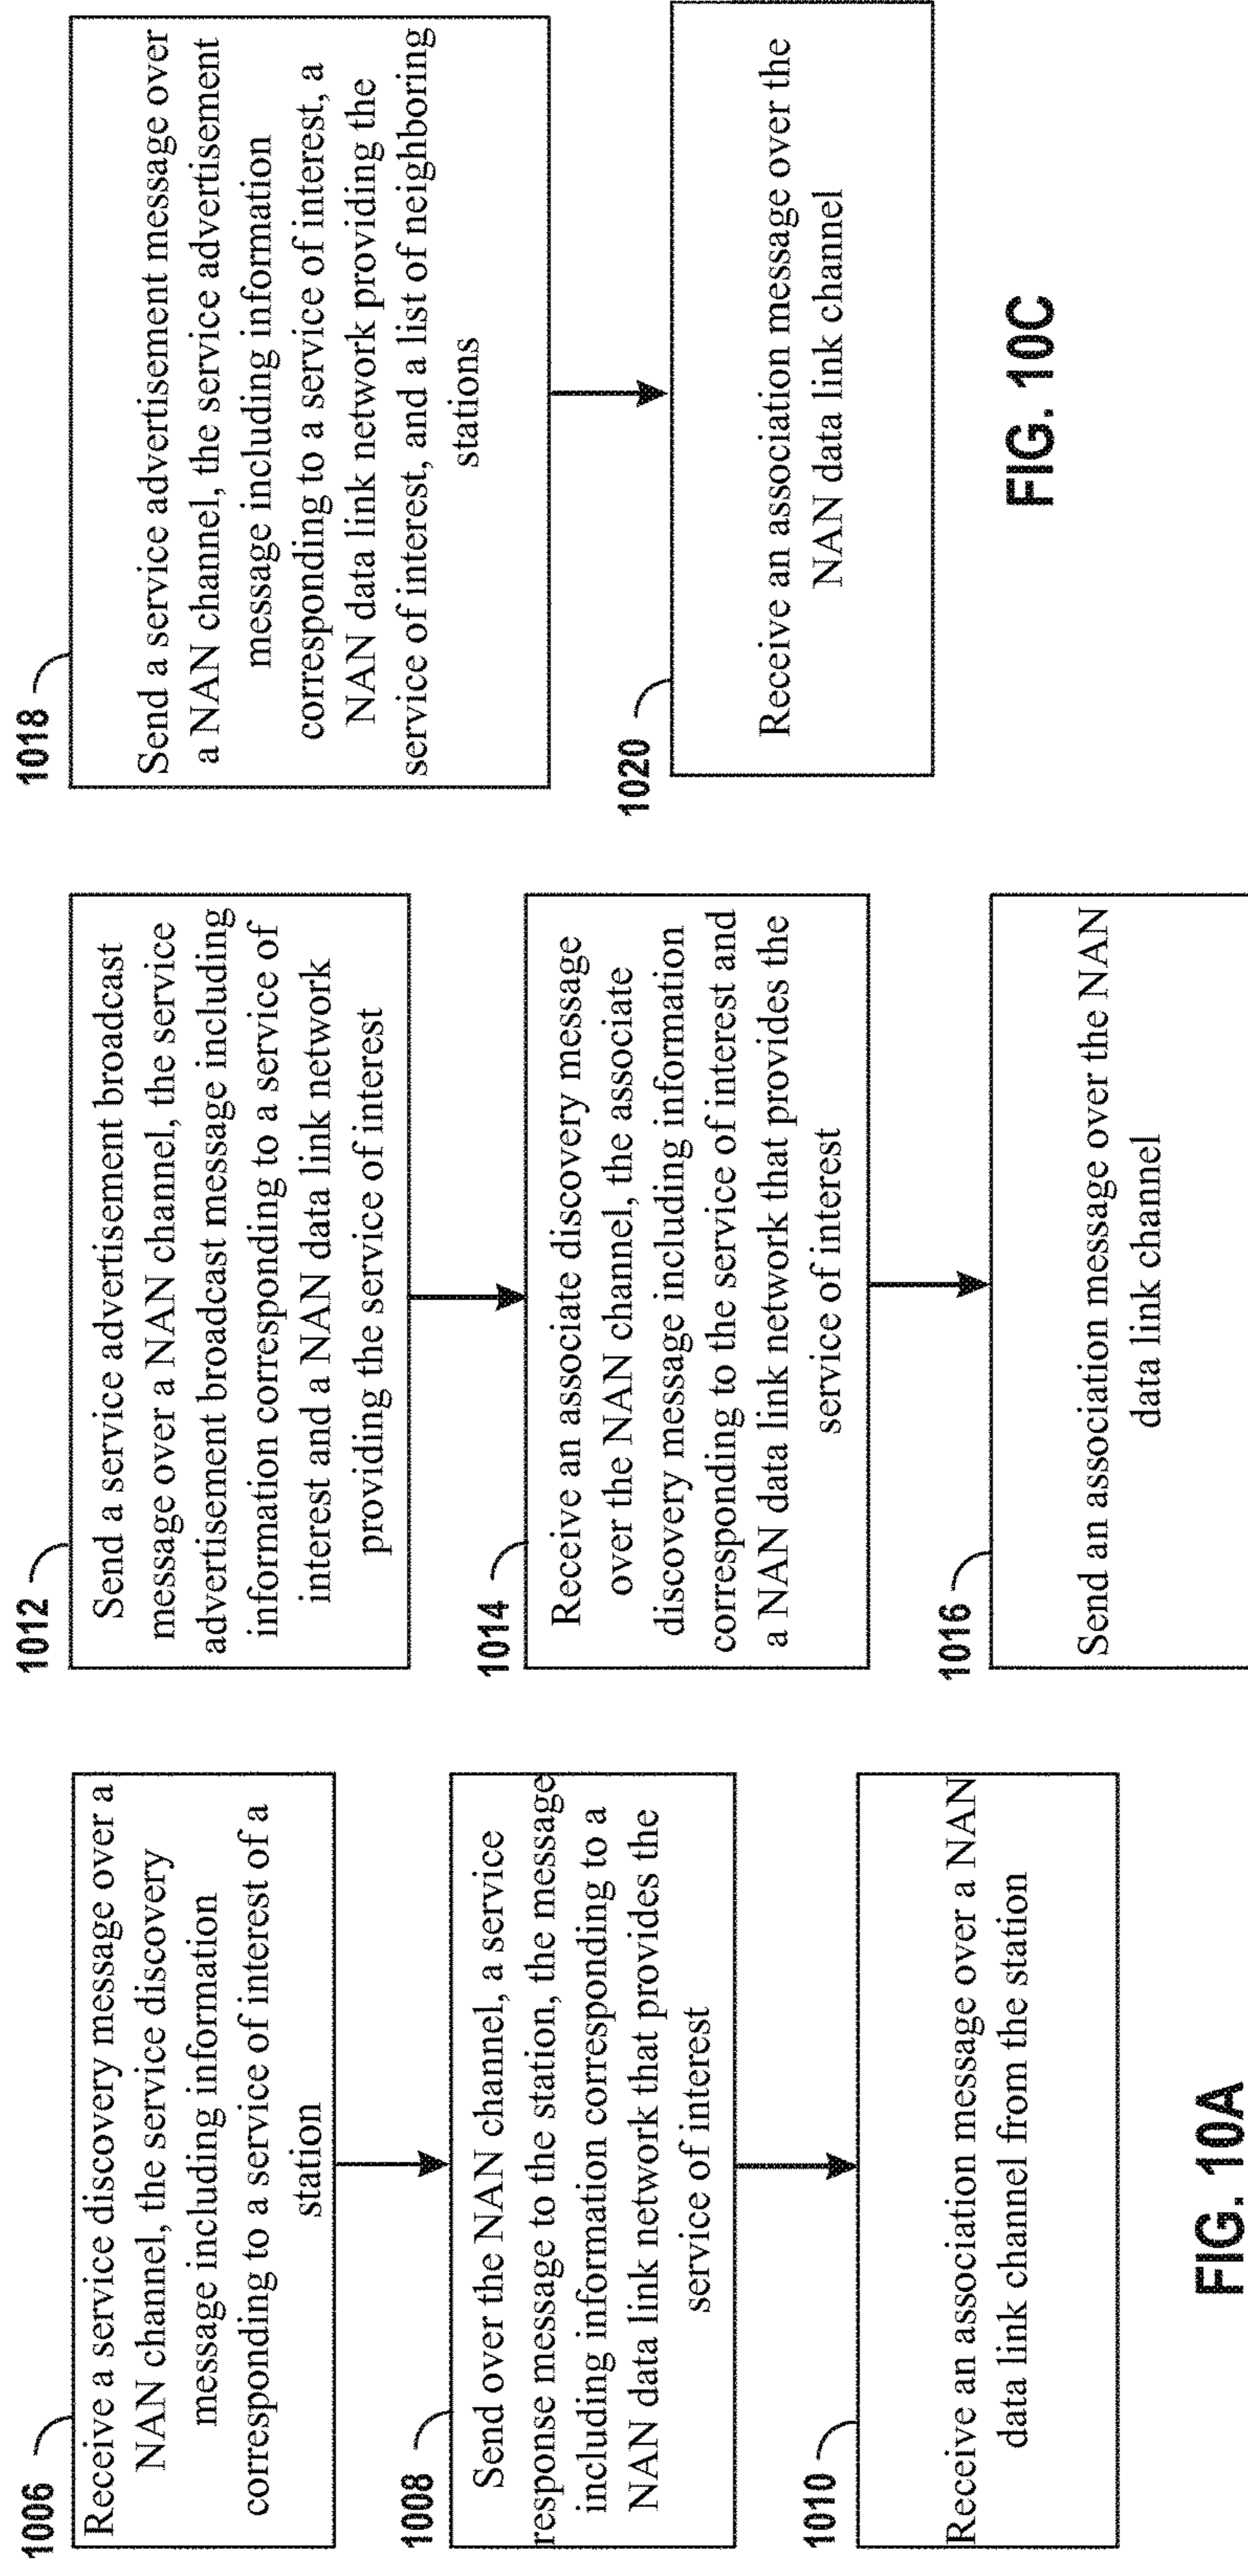 1006
Receive a service discovery message over a
NAN channel, the service discovery
message including information
corresponding to a service of interest of a
station
1008
Send over the NAN channel, a service
response message to the station, the message
including information corresponding to a
NAN data link network that provides the
service of interest
1010
Receive an association message over a NAN
data link channel from the station
FIG. 10A
1012
Send a service advertisement broadcast
message over a NAN channel, the service
advertisement broadcast message including
information corresponding to a service of
interest and a NAN data link network
providing the service of interest
1014
Receive an associate discovery message
over the NAN channel, the associate
discovery message including information
corresponding to the service of interest and
a NAN data link network that provides the
service of interest
1016
Send an association message over the NAN
data link channel
1018
Send a service advertisement message over
a NAN channel, the service advertisement
message including information
corresponding to a service of interest, a
NAN data link network providing the
service of interest, and a list of neighboring
stations
1020
Receive an association message over the
NAN data link channel
FIG. 10C